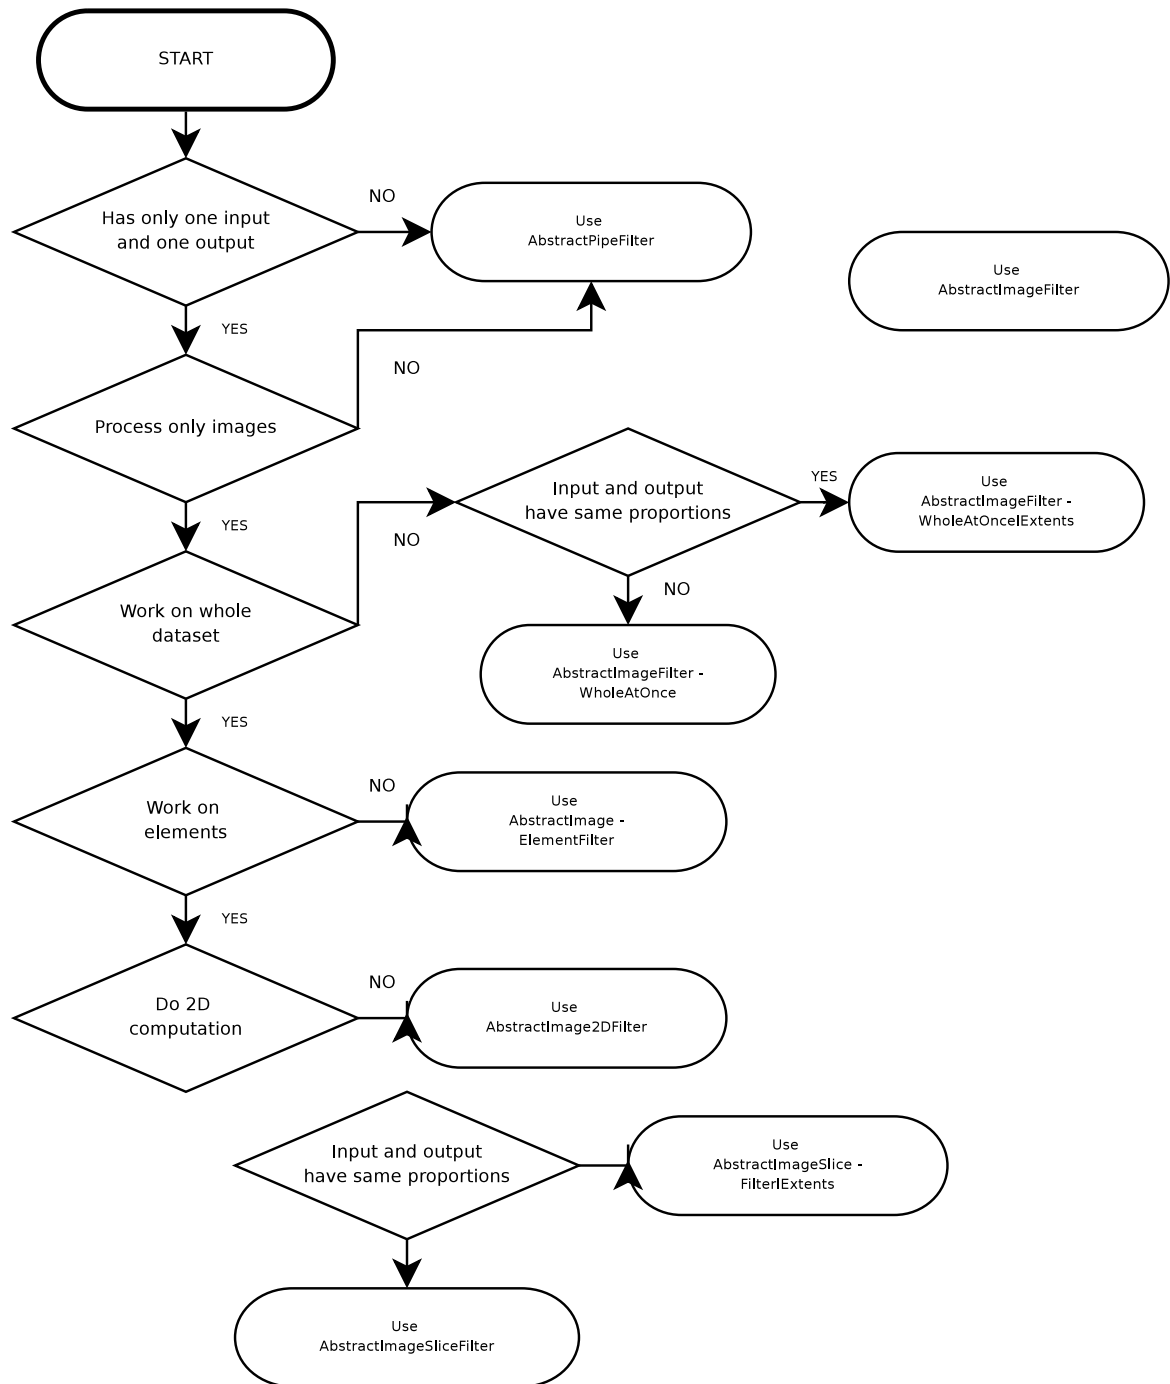 START
Has only one input
and one output
NO
Use
AbstractPipeFilter
Use
AbstractImageFilter
YES
Process only images
NO
YES
Work on whole
dataset
NO
Input and output
have same proportions
YES
Use
AbstractImageFilter -
WholeAtOnceIExtents
NO
Use
AbstractImageFilter -
WholeAtOnce
YES
Work on
elements
NO
Use
AbstractImage -
ElementFilter
YES
Do 2D
computation
NO
Use
AbstractImage2DFilter
Input and output
have same proportions
Use
AbstractImageSlice -
FilterIExtents
Use
AbstractImageSliceFilter